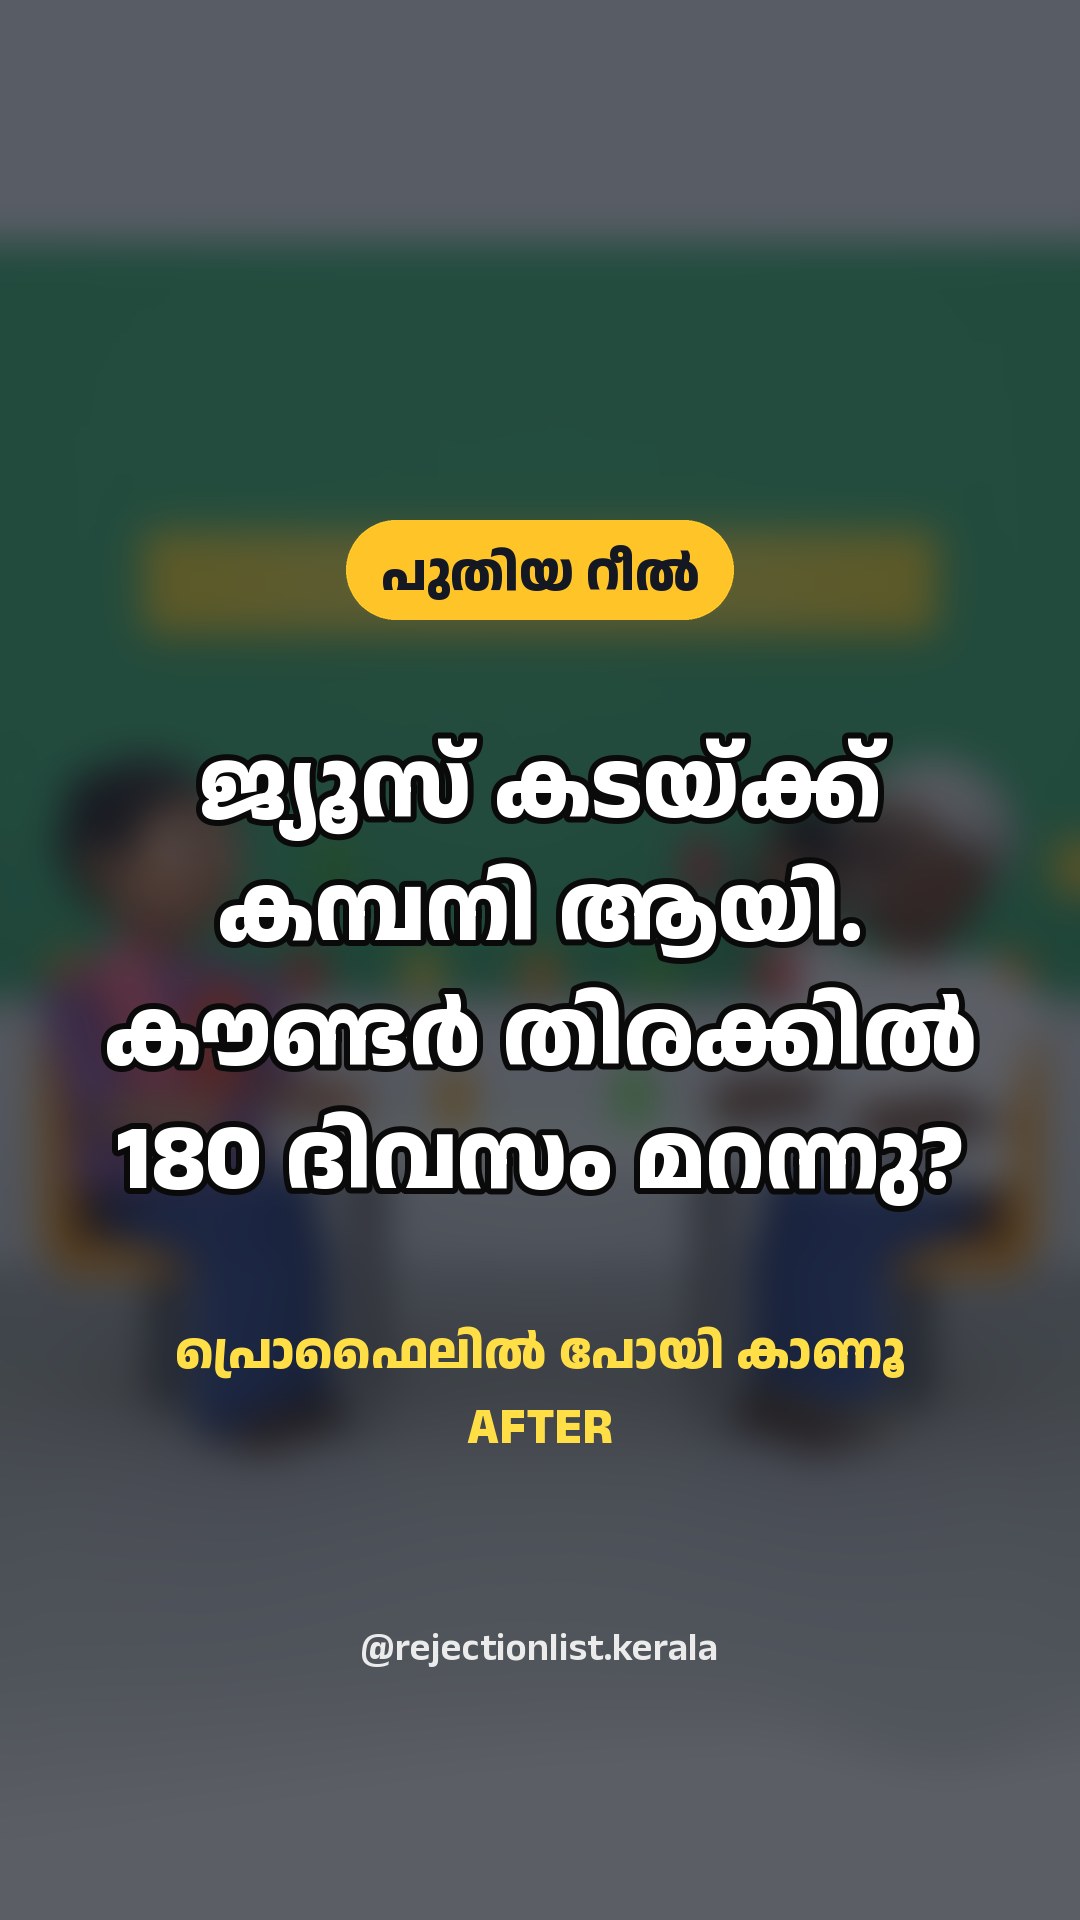 പുതിയ റീൽ
ജ്യൂസ് കടയ്ക്ക്
കമ്പനി ആയി.
കൗണ്ടർ തിരക്കിൽ
180 ദിവസം മറന്നു?
പ്രൊഫൈലിൽ പോയി കാണൂ
AFTER
@rejectionlist.kerala